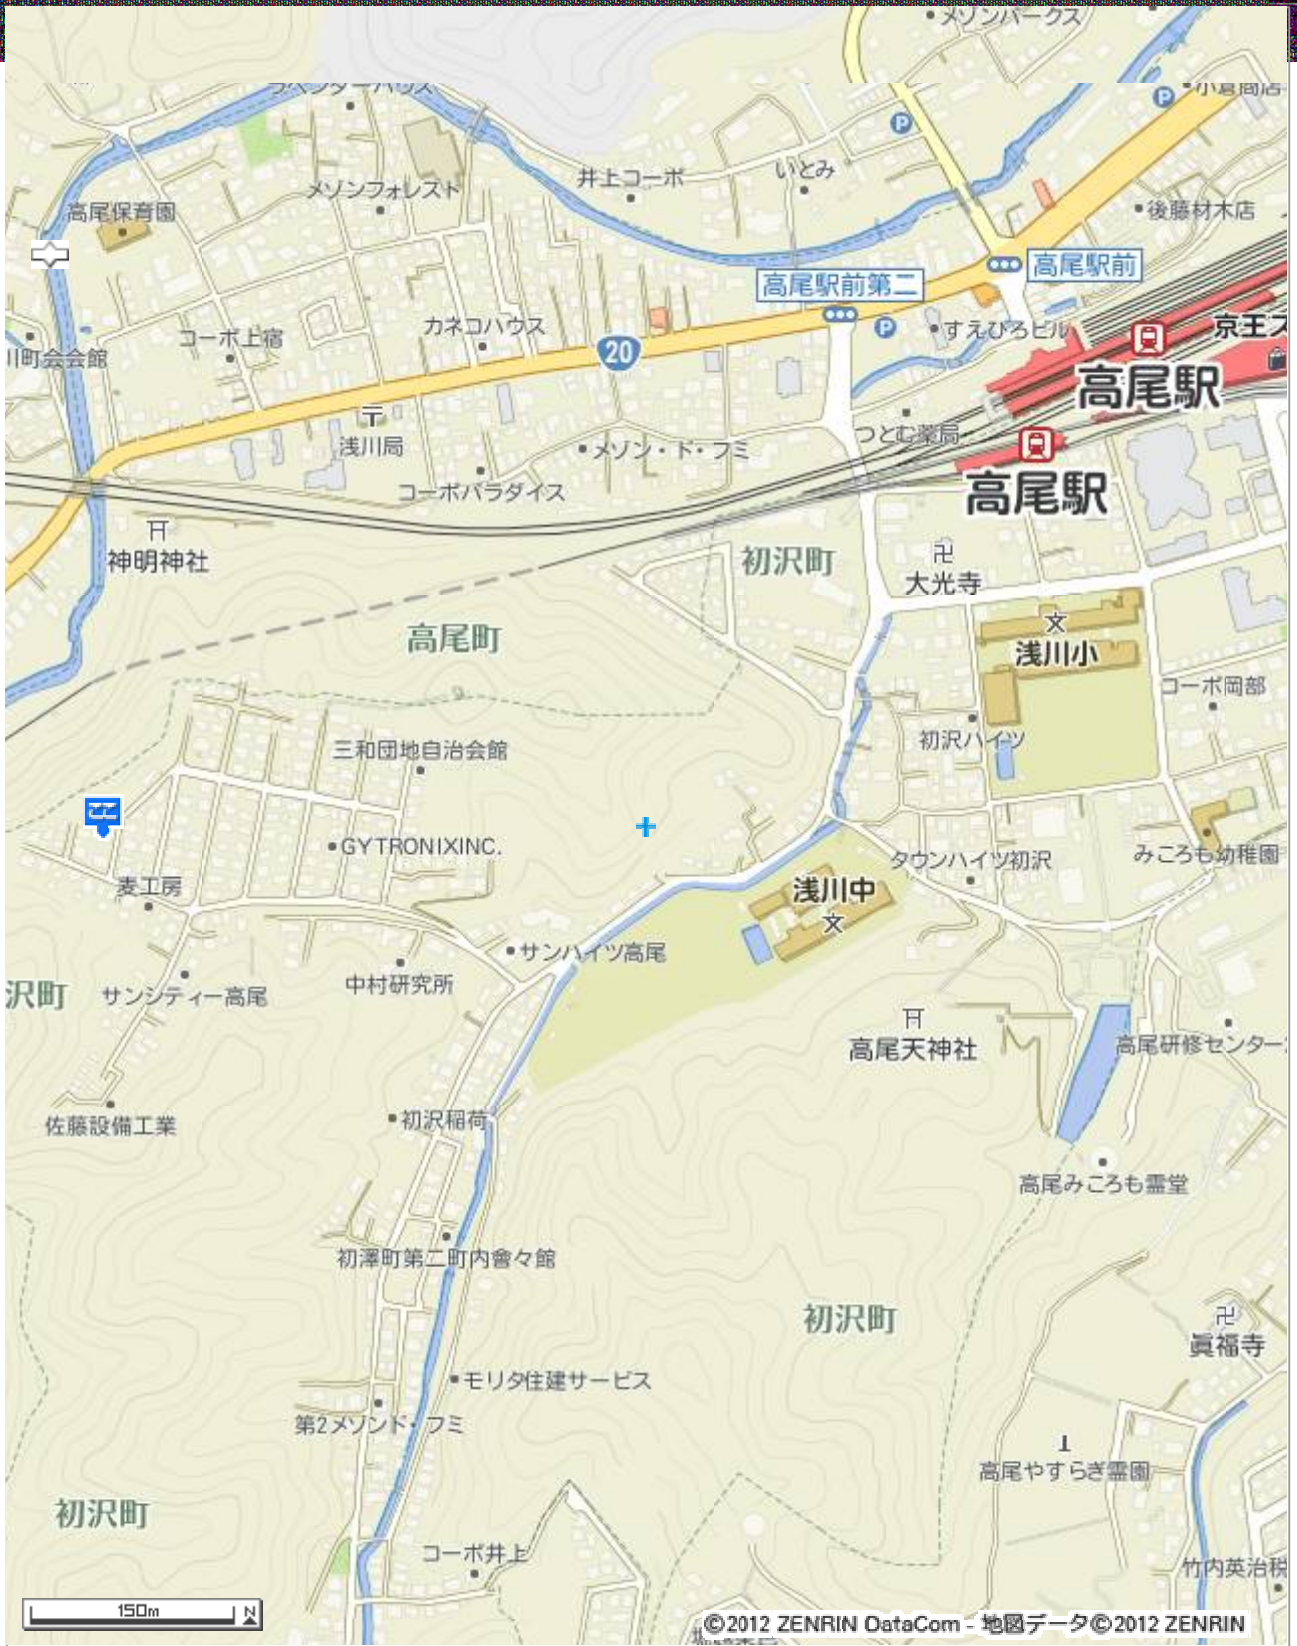 メゾンパークス
小倉商店
ラベンダーハウス
井上コーポ
いとみ
メゾンフォレスト
高尾保育園
後藤材木店
高尾駅前
高尾駅前第二
カネコハウス
すえひろビル
京王ス
コーポ上宿
川町会会館
20
高尾駅
浅川局
つとむ薬局
メゾン・ド・フミ
高尾駅
コーポパラダイス
神明神社
初沢町
大光寺
高尾町
浅川小
コーポ岡部
三和団地自治会館
初沢ハイツ
GYTRONIXINC.
タウンハイツ初沢
みころも幼稚園
麦工房
浅川中
サンハイツ高尾
中村研究所
沢町
サンシティー高尾
高尾天神社
高尾研修センター
佐藤設備工業
初沢稲荷
高尾みころも霊堂
初澤町第二町内會々館
初沢町
眞福寺
モリタ住建サービス
第2メゾンド・フミ
高尾やすらぎ霊園
初沢町
コーポ井上
竹内英治税
150m
N
©2012 ZENRIN DataCom - 地図データ©2012 ZENRIN